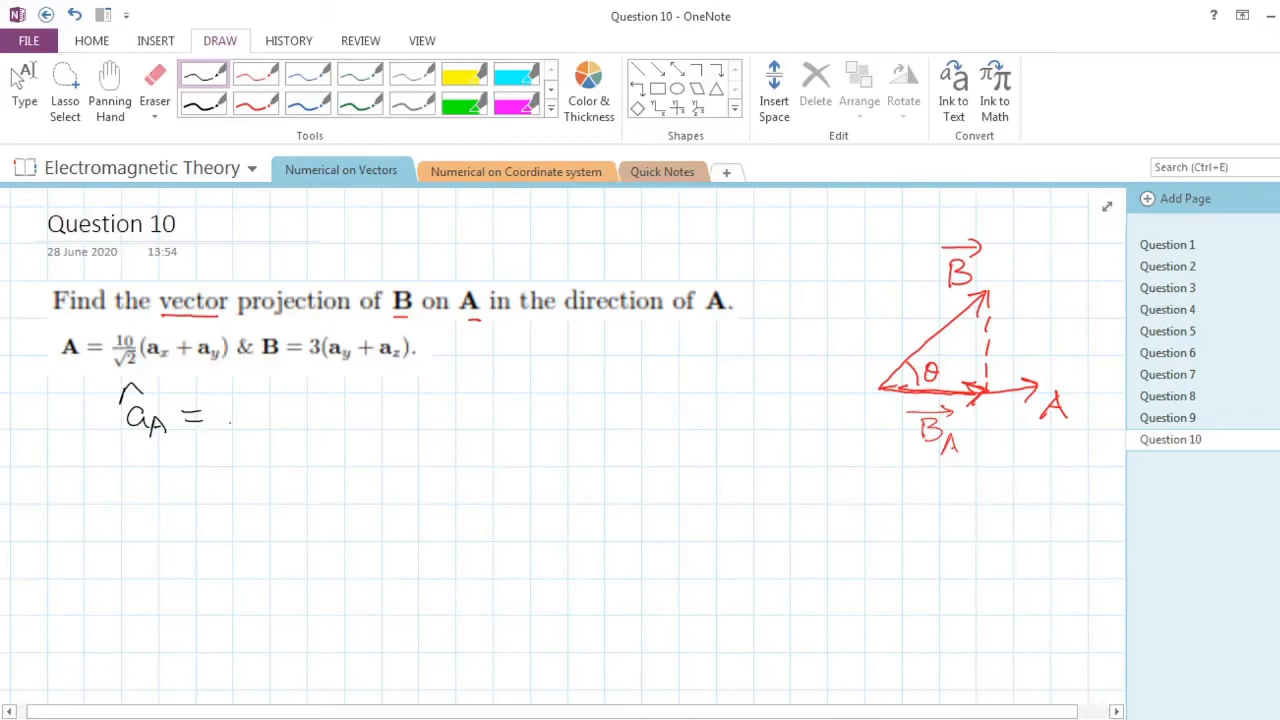 Question 10 - OneNote
?
FILE HOME INSERT DRAW HISTORY REVIEW VIEW
Type
Lasso Select
Panning Hand
Eraser
Color & Thickness
Insert Space
Delete
Arrange
Rotate
Ink to Text
Ink to Math
Tools
Shapes
Edit
Convert
Electromagnetic Theory
Numerical on Vectors
Numerical on Coordinate system
Quick Notes
Search (Ctrl+E)
Add Page
Question 1
Question 2
Question 3
Question 4
Question 5
Question 6
Question 7
Question 8
Question 9
Question 10
Question 10
28 June 2020 13:54
Find the vector projection of B on A in the direction of A.
A = 10/√2 (aₓ + a_y) & B = 3(a_y + a_z).
â_A =
B⃗
θ
A
B⃗_A